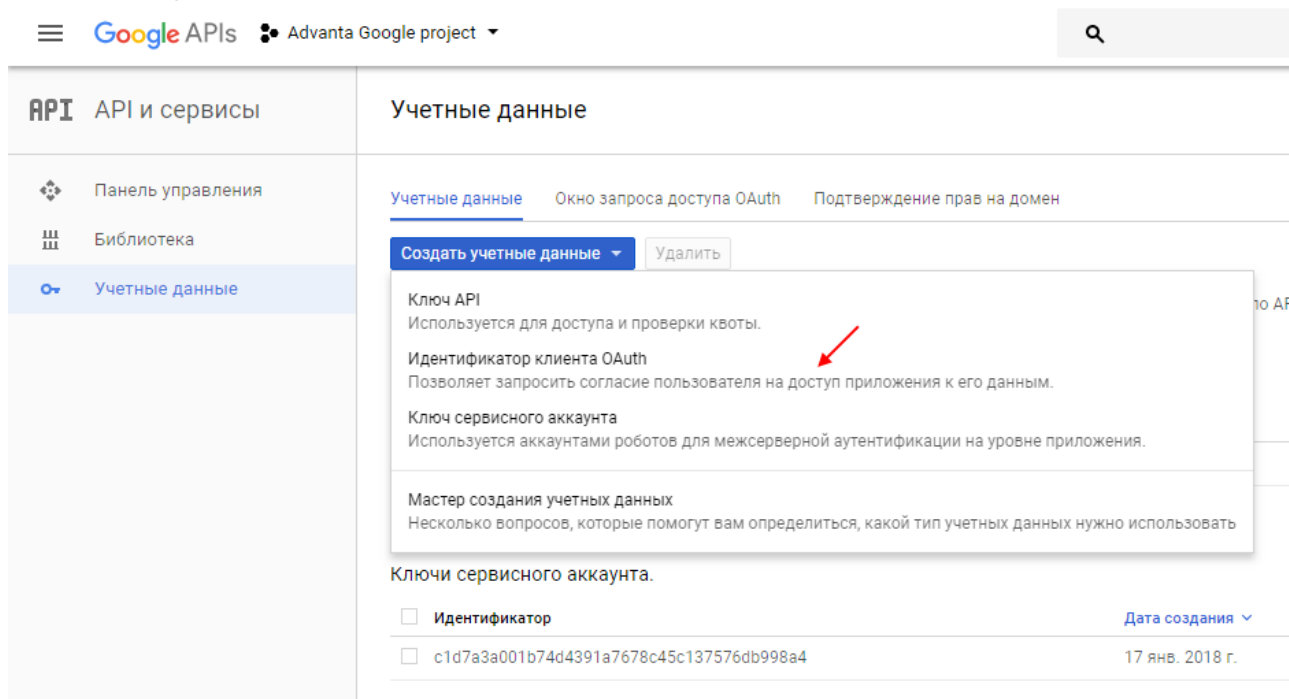 Google APIs Advanta Google project
API API и сервисы
Учетные данные
Панель управления
Библиотека
Учетные данные
Учетные данные Окно запроса доступа OAuth Подтверждение прав на домен
Создать учетные данные Удалить
Ключ API
Используется для доступа и проверки квоты.
Идентификатор клиента OAuth
Позволяет запросить согласие пользователя на доступ приложения к его данным.
Ключ сервисного аккаунта
Используется аккаунтами роботов для межсерверной аутентификации на уровне приложения.
Мастер создания учетных данных
Несколько вопросов, которые помогут вам определиться, какой тип учетных данных нужно использовать
Ключи сервисного аккаунта.
Идентификатор Дата создания
c1d7a3a001b74d4391a7678c45c137576db998a4 17 янв. 2018 г.